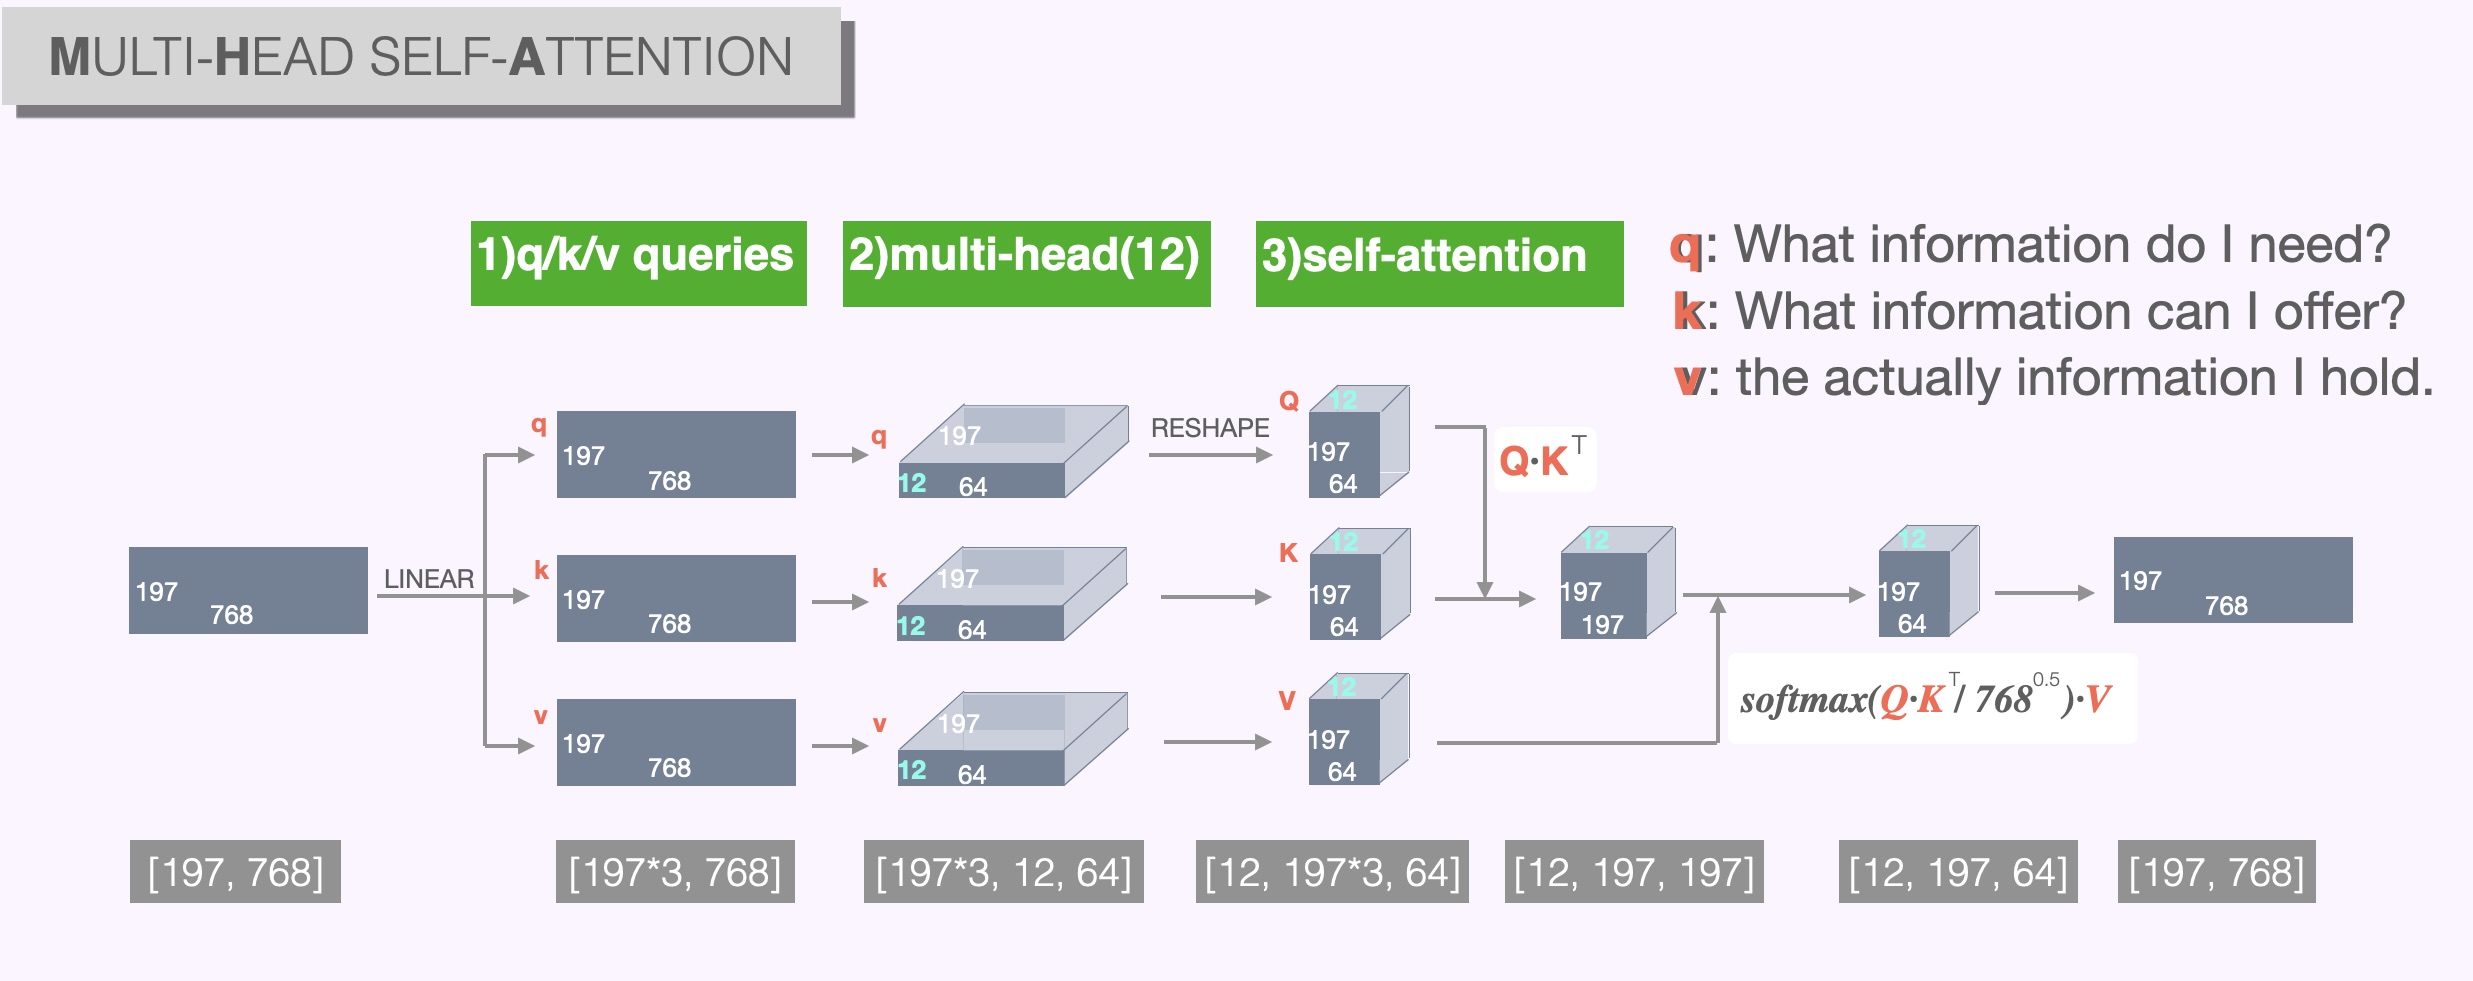 MULTI-HEAD SELF-ATTENTION
1)q/k/v queries
2)multi-head(12)
3)self-attention
q: What information do I need?
k: What information can I offer?
v: the actually information I hold.
197
768
LINEAR
q
197
768
k
197
768
v
197
768
q
197
12
64
k
197
12
64
v
197
12
64
RESHAPE
Q
12
197
64
K
12
197
64
V
12
197
64
Q·K^T
12
197
197
softmax(Q·K^T/ 768^0.5)·V
12
197
64
197
768
[197, 768]
[197*3, 768]
[197*3, 12, 64]
[12, 197*3, 64]
[12, 197, 197]
[12, 197, 64]
[197, 768]